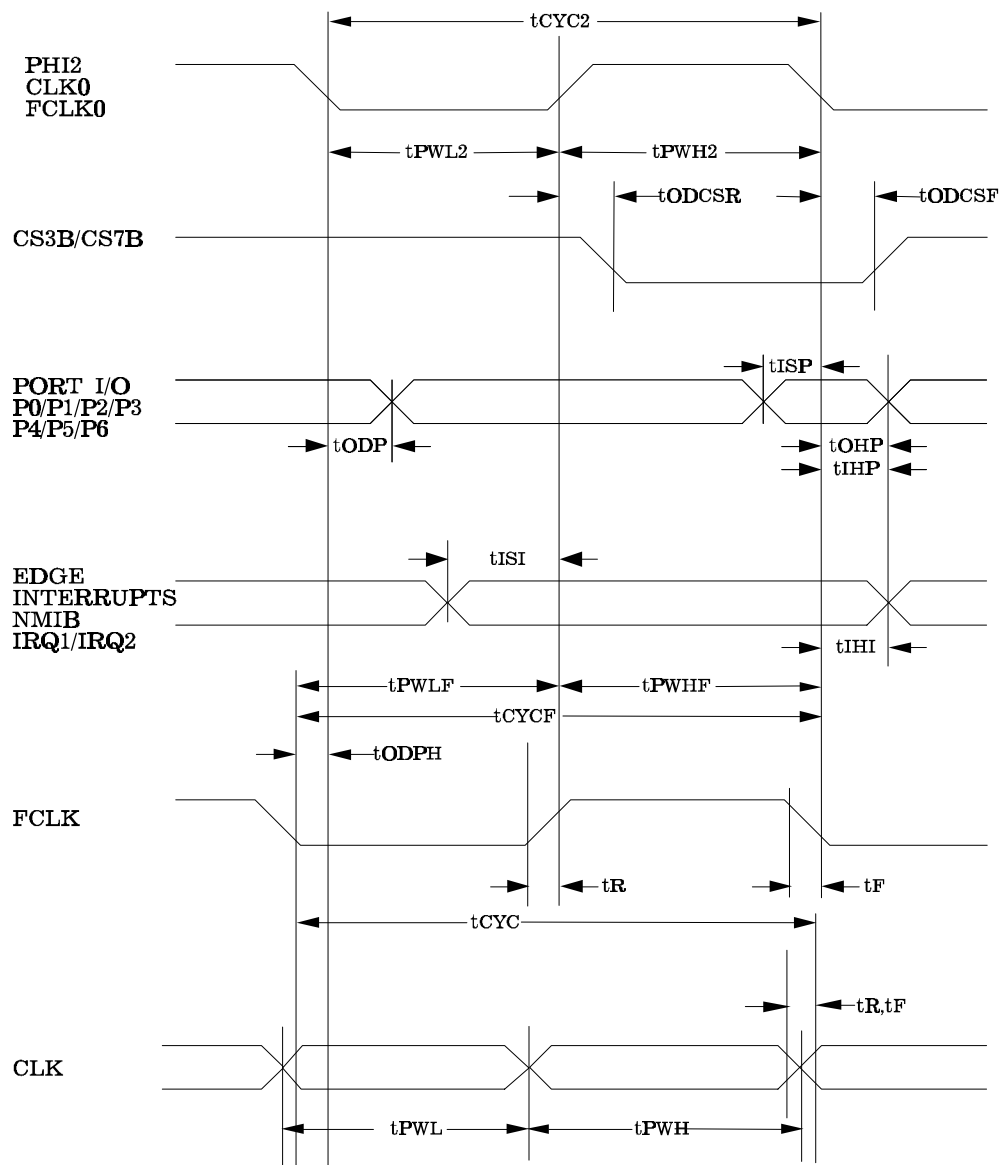 tCYC2
PHI2
CLK0
FCLK0
tPWL2
tPWH2
tODCSR
tODCSF
CS3B/CS7B
tISP
PORT I/O
P0/P1/P2/P3
P4/P5/P6
tODP
tOHP
tIHP
tISI
EDGE
INTERRUPTS
NMIB
IRQ1/IRQ2
tIHI
tPWLF
tPWHF
tCYCF
tODPH
FCLK
tR
tF
tCYC
tR,tF
CLK
tPWL
tPWH